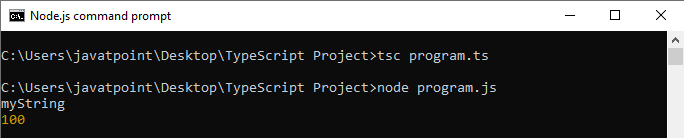 Node.js command prompt
C:\Users\javatpoint\Desktop\TypeScript Project>tsc program.ts
C:\Users\javatpoint\Desktop\TypeScript Project>node program.js
myString
100